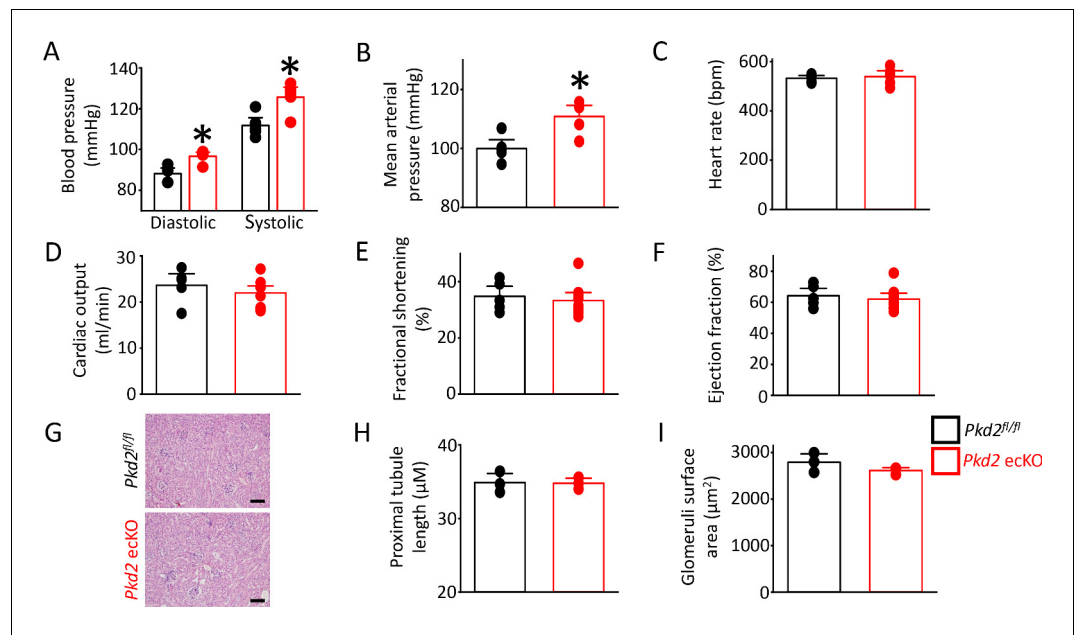 A
Blood pressure
(mmHg)
140
120
100
80
*
*
Diastolic
Systolic
B
Mean arterial
pressure (mmHg)
120
100
80
*
C
Heart rate (bpm)
600
400
200
0
D
Cardiac output
(ml/min)
30
20
10
0
E
Fractional shortening
(%)
40
20
0
F
Ejection fraction (%)
80
60
40
20
0
G
Pkd2fl/fl
Pkd2 ecKO
H
Proximal tubule
length (µM)
40
30
20
I
Glomeruli surface
area (µm²)
3000
2000
1000
0
Pkd2fl/fl
Pkd2 ecKO